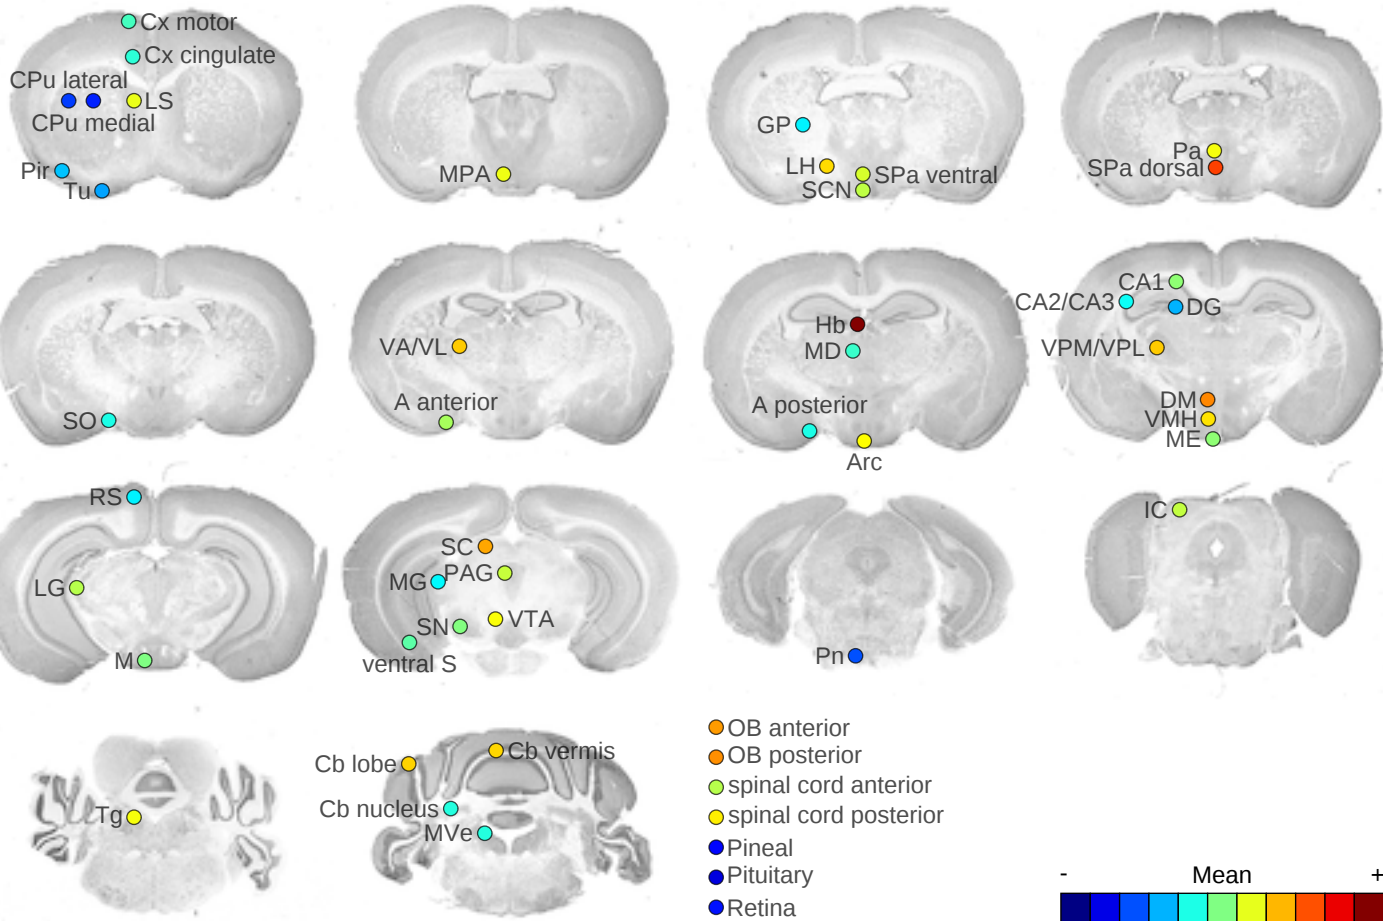 Cx motor
Cx cingulate
CPu lateral
LS
CPu medial
Pir
Tu
MPA
GP
LH
SPa ventral
SCN
Pa
SPa dorsal
SO
VA/VL
A anterior
Hb
MD
A posterior
Arc
CA1
CA2/CA3
DG
VPM/VPL
DM
VMH
ME
RS
LG
M
SC
MG
PAG
SN
VTA
ventral S
Pn
IC
Tg
Cb lobe
Cb vermis
Cb nucleus
MVe
OB anterior
OB posterior
spinal cord anterior
spinal cord posterior
Pineal
Pituitary
Retina
- Mean +